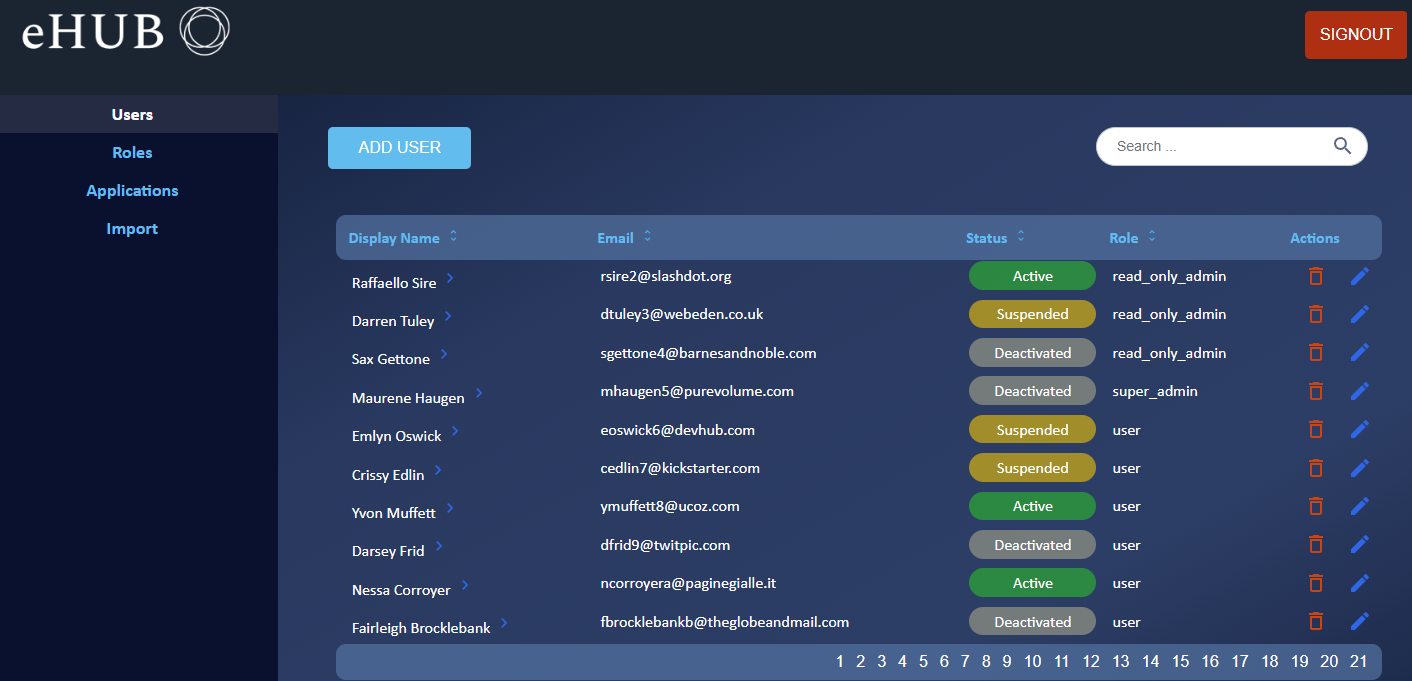 eHUB
SIGNOUT
Users
Roles
Applications
Import
ADD USER
Search ...
Display Name Email Status Role Actions
Raffaello Sire rsire2@slashdot.org Active read_only_admin
Darren Tuley dtuley3@webeden.co.uk Suspended read_only_admin
Sax Gettone sgettone4@barnesandnoble.com Deactivated read_only_admin
Maurene Haugen mhaugen5@purevolume.com Deactivated super_admin
Emlyn Oswick eoswick6@devhub.com Suspended user
Crissy Edlin cedlin7@kickstarter.com Suspended user
Yvon Muffett ymuffett8@ucoz.com Active user
Darsey Frid dfrid9@twitpic.com Deactivated user
Nessa Corroyer ncorroyera@paginegialle.it Active user
Fairleigh Brocklebank fbrocklebankb@theglobeandmail.com Deactivated user
1 2 3 4 5 6 7 8 9 10 11 12 13 14 15 16 17 18 19 20 21